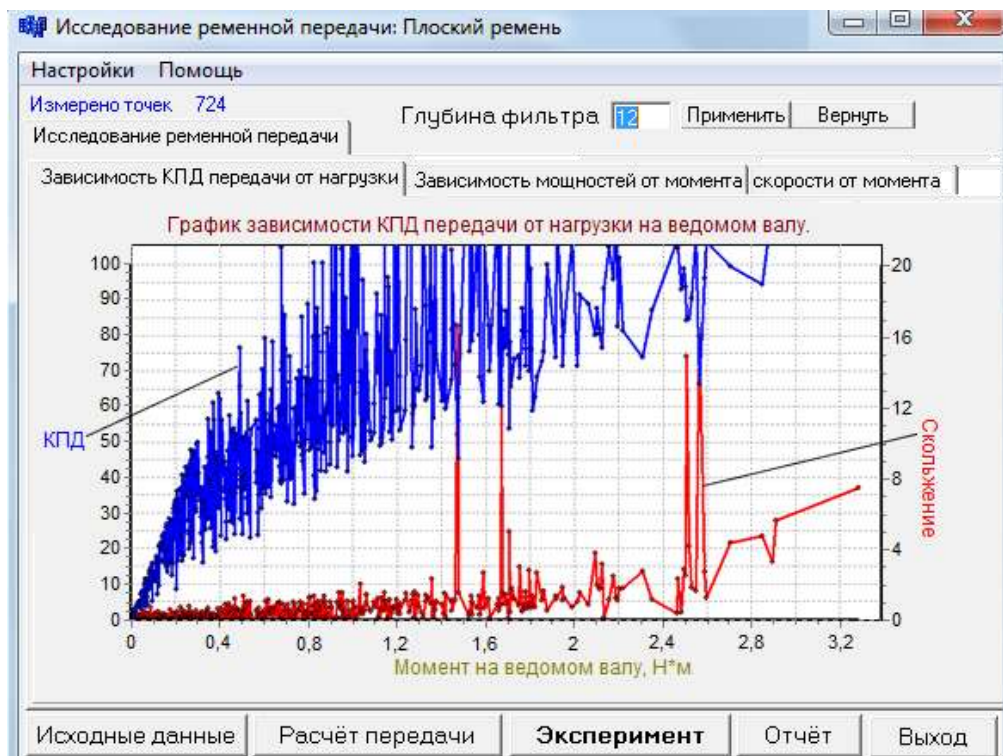 Исследование ременной передачи: Плоский ремень
Настройки Помощь
Измерено точек 724
Глубина фильтра 12 Применить Вернуть
Исследование ременной передачи
Зависимость КПД передачи от нагрузки Зависимость мощностей от момента скорости от момента
График зависимости КПД передачи от нагрузки на ведомом валу.
100
90
80
70
60
50
40
30
20
10
0
КПД
20
16
12
8
4
0
Скольжение
0 0,4 0,8 1,2 1,6 2 2,4 2,8 3,2
Момент на ведомом валу, Н*м
Исходные данные Расчёт передачи Эксперимент Отчёт Выход